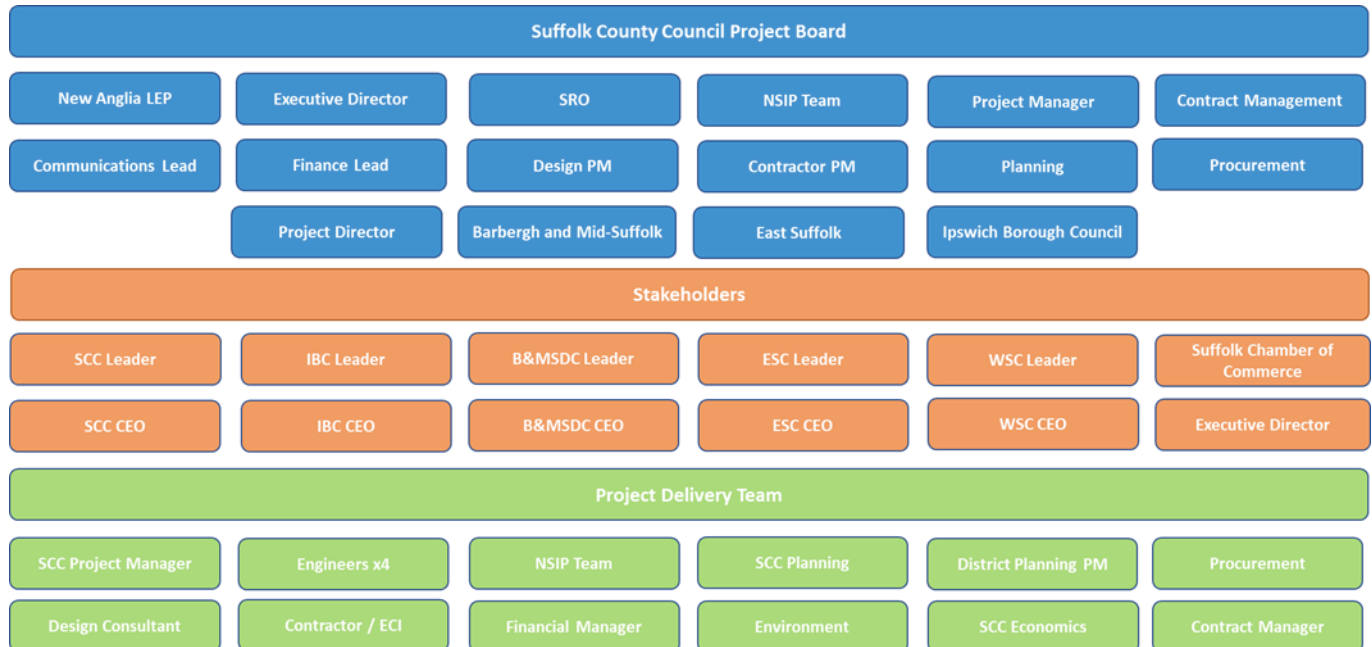 Suffolk County Council Project Board
New Anglia LEP
Executive Director
SRO
NSIP Team
Project Manager
Contract Management
Communications Lead
Finance Lead
Design PM
Contractor PM
Planning
Procurement
Project Director
Barbergh and Mid-Suffolk
East Suffolk
Ipswich Borough Council
Stakeholders
SCC Leader
IBC Leader
B&MSDC Leader
ESC Leader
WSC Leader
Suffolk Chamber of
Commerce
SCC CEO
IBC CEO
B&MSDC CEO
ESC CEO
WSC CEO
Executive Director
Project Delivery Team
SCC Project Manager
Engineers x4
NSIP Team
SCC Planning
District Planning PM
Procurement
Design Consultant
Contractor / ECI
Financial Manager
Environment
SCC Economics
Contract Manager